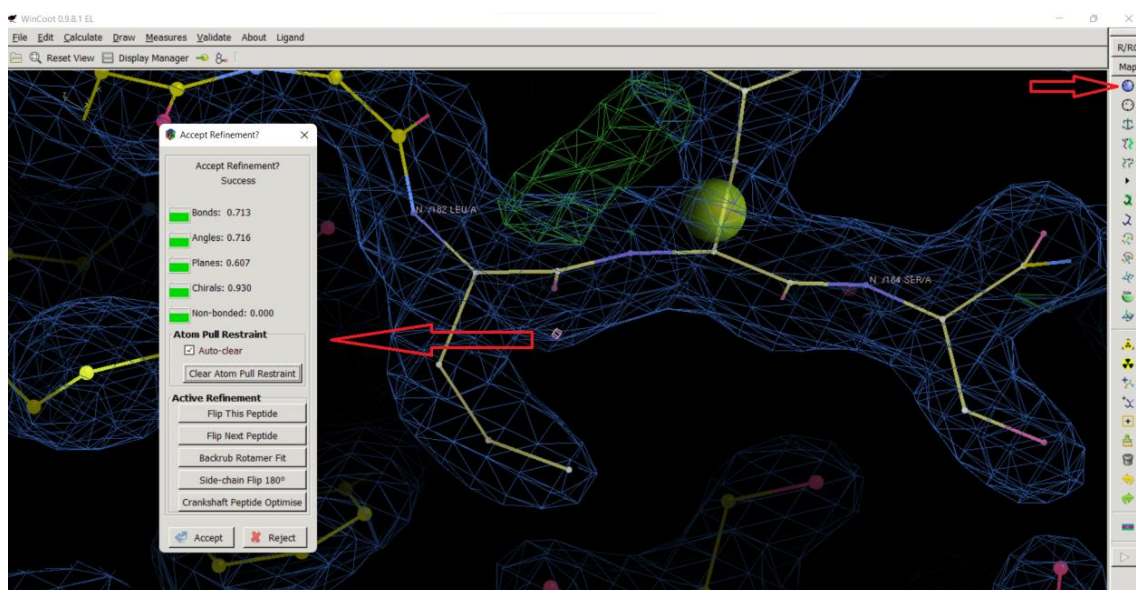 WinCoot 0.9.8.1 EL
File Edit Calculate Draw Measures Validate About Ligand
Reset View Display Manager
R/RC
Map
Accept Refinement?
Accept Refinement?
Success
Bonds: 0.713
Angles: 0.716
Planes: 0.607
Chirals: 0.930
Non-bonded: 0.000
Atom Pull Restraint
Auto-clear
Clear Atom Pull Restraint
Active Refinement
Flip This Peptide
Flip Next Peptide
Backrub Rotamer Fit
Side-chain Flip 180°
Crankshaft Peptide Optimise
Accept Reject
N /182 LEU/A
N /184 SER/A